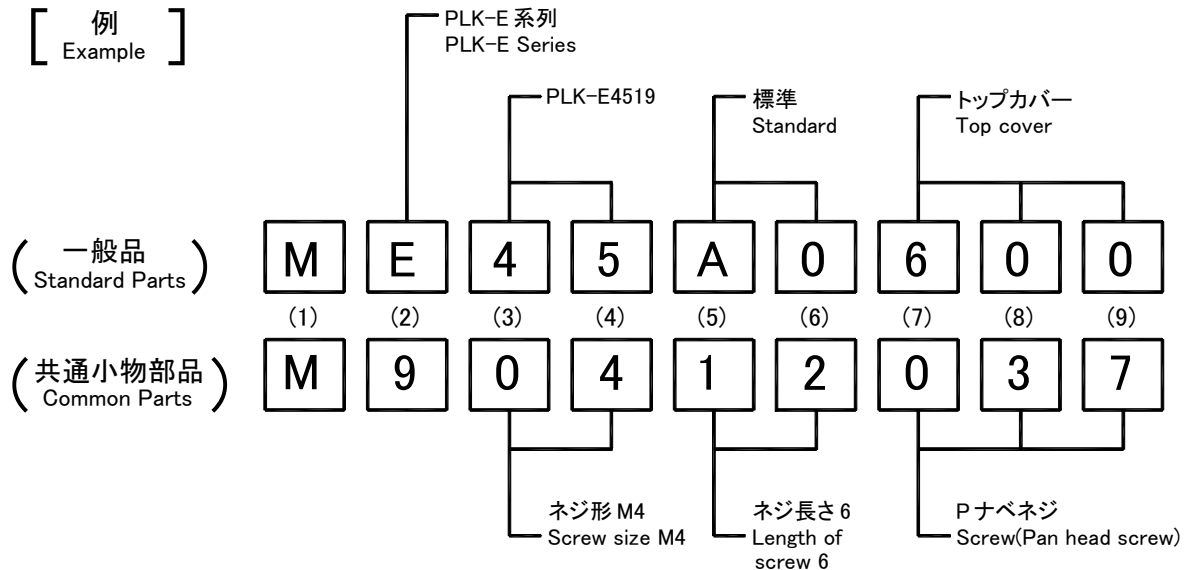 例
Example
PLK-E 系列
PLK-E Series
PLK-E4519
標準
Standard
トップカバー
Top cover
一般品
Standard Parts
M E 4 5 A 0 6 0 0
(1) (2) (3) (4) (5) (6) (7) (8) (9)
共通小物部品
Common Parts
M 9 0 4 1 2 0 3 7
ネジ形 M4
Screw size M4
ネジ長さ 6
Length of
screw 6
Pナベネジ
Screw(Pan head screw)